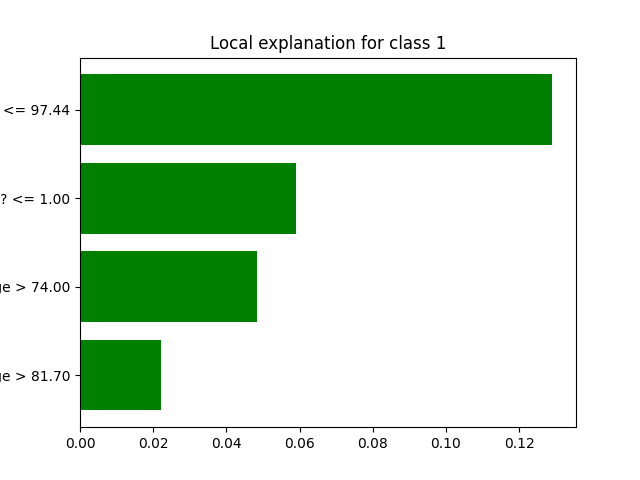 Local explanation for class 1
<= 97.44
? <= 1.00
ge > 74.00
ge > 81.70
0.00 0.02 0.04 0.06 0.08 0.10 0.12